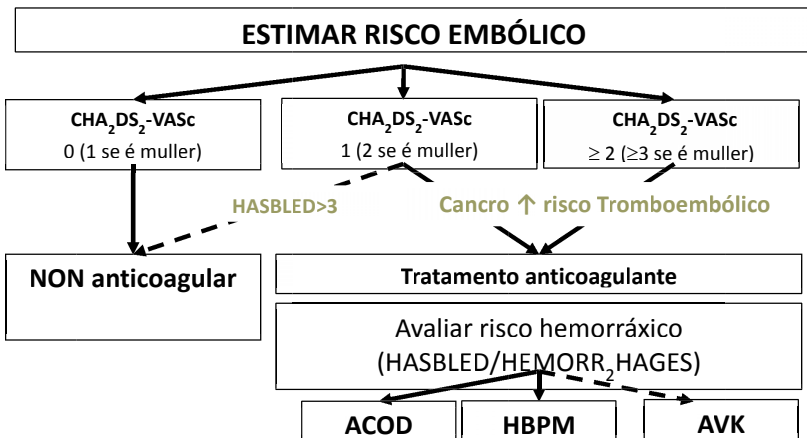 ESTIMAR RISCO EMBÓLICO
CHA₂DS₂-VASc
0 (1 se é muller)
CHA₂DS₂-VASc
1 (2 se é muller)
CHA₂DS₂-VASc
≥ 2 (≥3 se é muller)
HASBLED>3
Cancro ↑ risco Tromboembólico
NON anticoagular
Tratamento anticoagulante
Avaliar risco hemorráxico
(HASBLED/HEMORR₂HAGES)
ACOD
HBPM
AVK